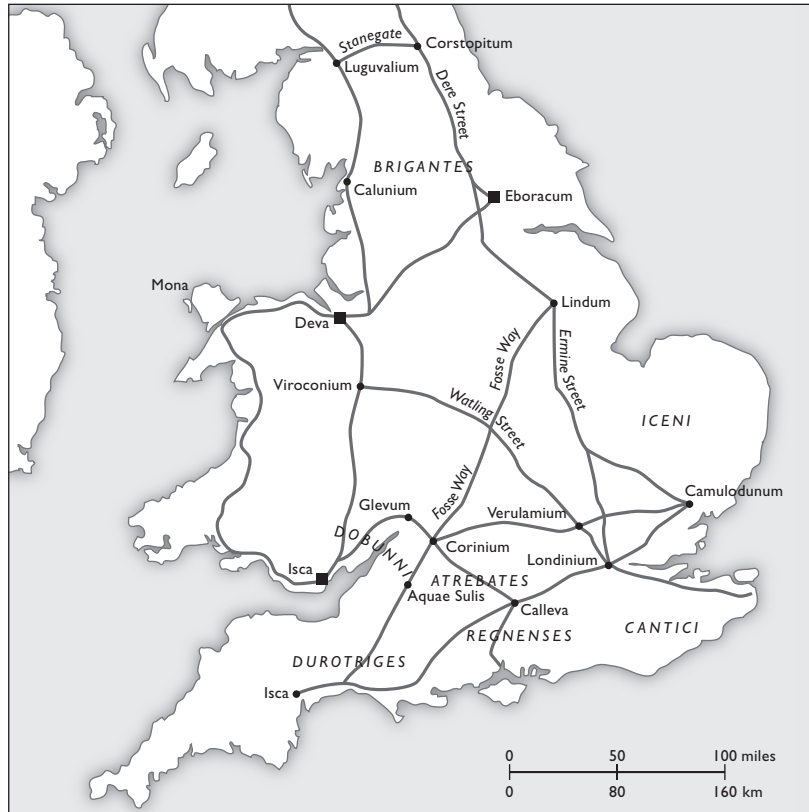 Stanegate
Corstopitum
Luguvalium
Dere Street
BRIGANTES
Calunium
Eboracum
Mona
Lindum
Deva
Fosse Way
Ermine Street
Viroconium
Watling Street
ICENI
Camulodunum
Fosse Way
Glevum
Verulamium
DOBUNNI
Corinium
Londinium
Isca
ATREBATES
Aquae Sulis
Calleva
CANTICI
REGNENSES
DUROTRIGES
Isca
0 50 100 miles
0 80 160 km